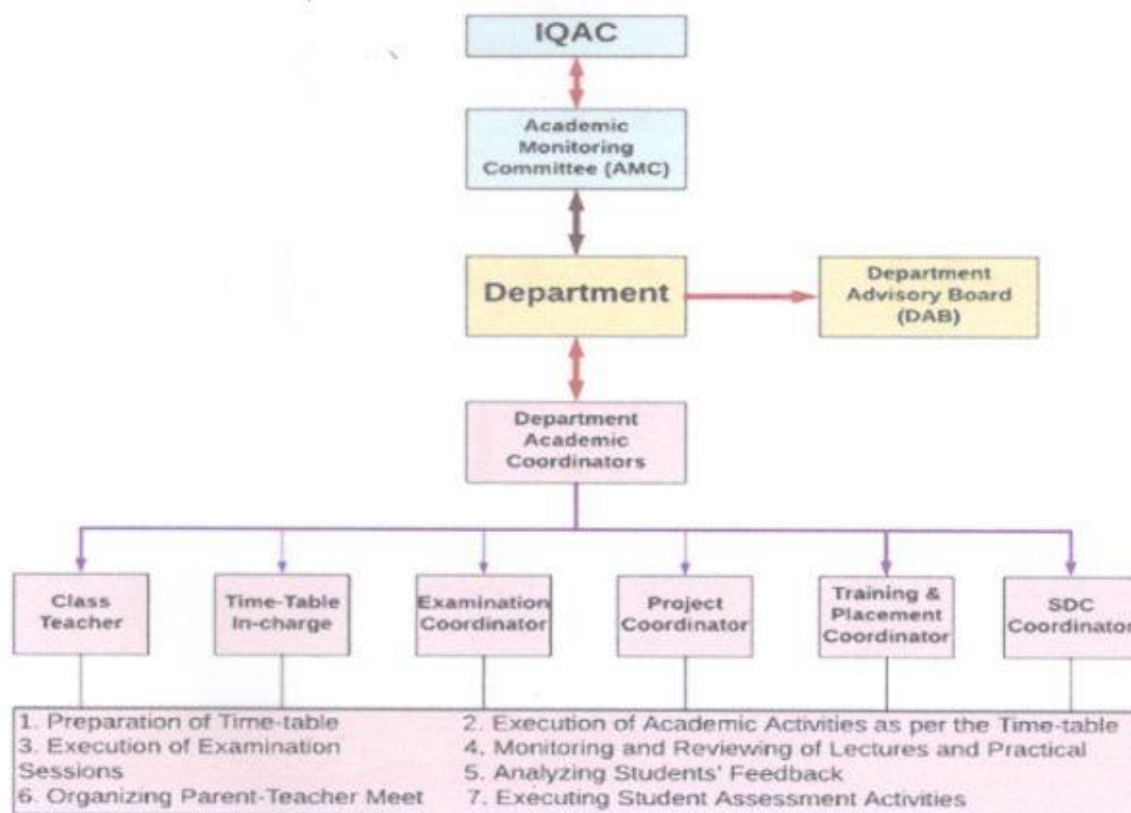 IQAC
Academic
Monitoring
Committee (AMC)
Department
Department
Advisory Board
(DAB)
Department
Academic
Coordinators
Class
Teacher
Time-Table
In-charge
Examination
Coordinator
Project
Coordinator
Training &
Placement
Coordinator
SDC
Coordinator
1. Preparation of Time-table
2. Execution of Academic Activities as per the Time-table
3. Execution of Examination
Sessions
4. Monitoring and Reviewing of Lectures and Practical
5. Analyzing Students' Feedback
6. Organizing Parent-Teacher Meet
7. Executing Student Assessment Activities